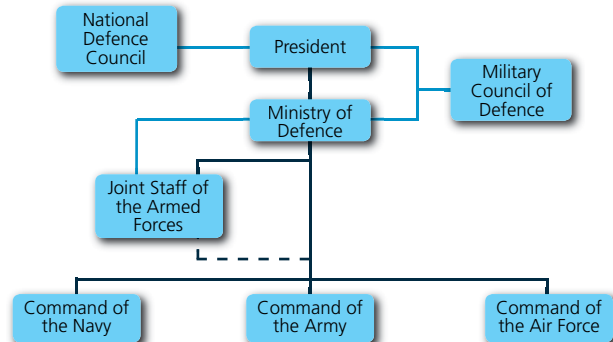 National
Defence
Council
President
Military
Council of
Defence
Ministry of
Defence
Joint Staff of
the Armed
Forces
Command of
the Navy
Command of
the Army
Command of
the Air Force